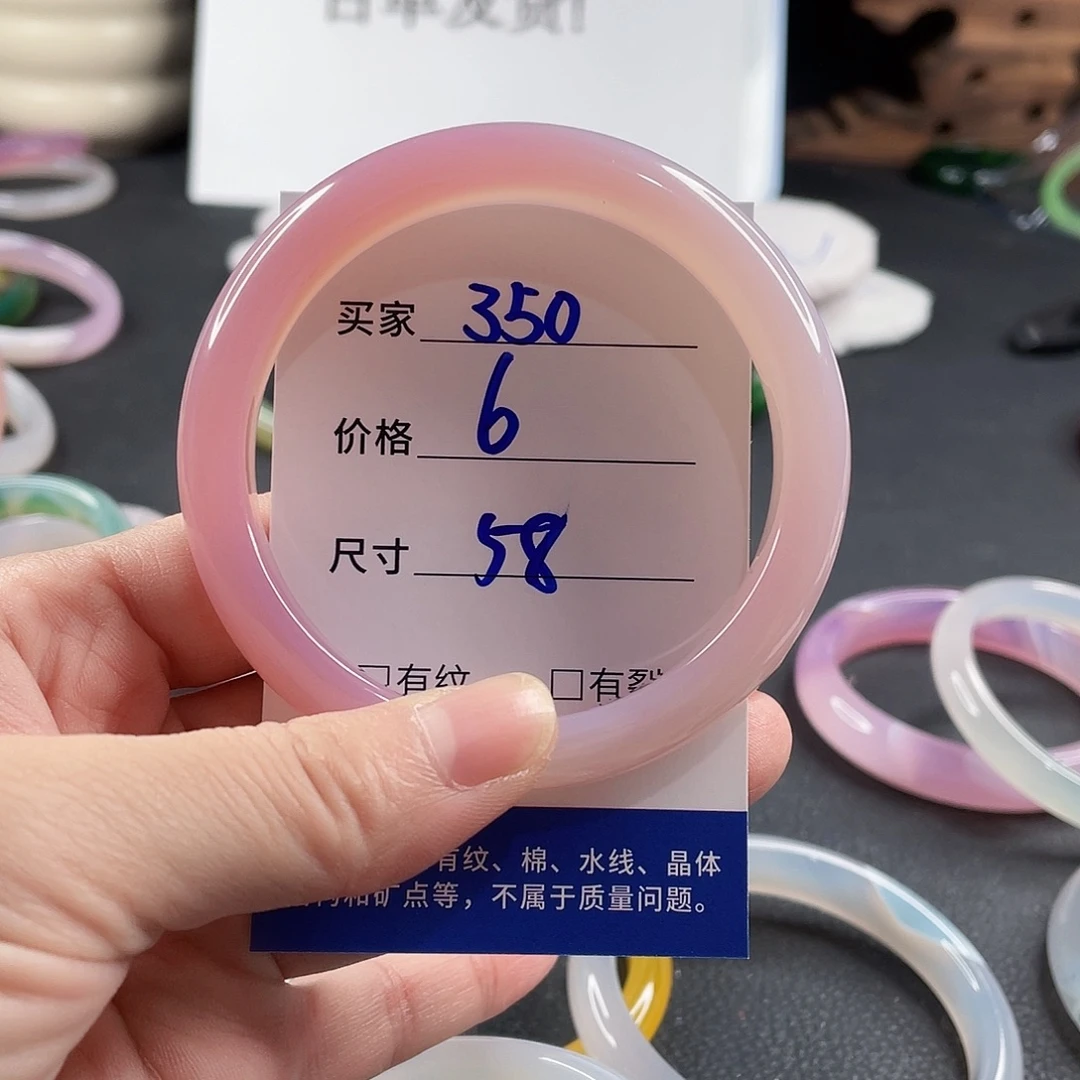 买家 350
价格 6
尺寸 58
□有纹 □有裂
有纹、棉、水线、晶体
和矿点等，不属于质量问题。